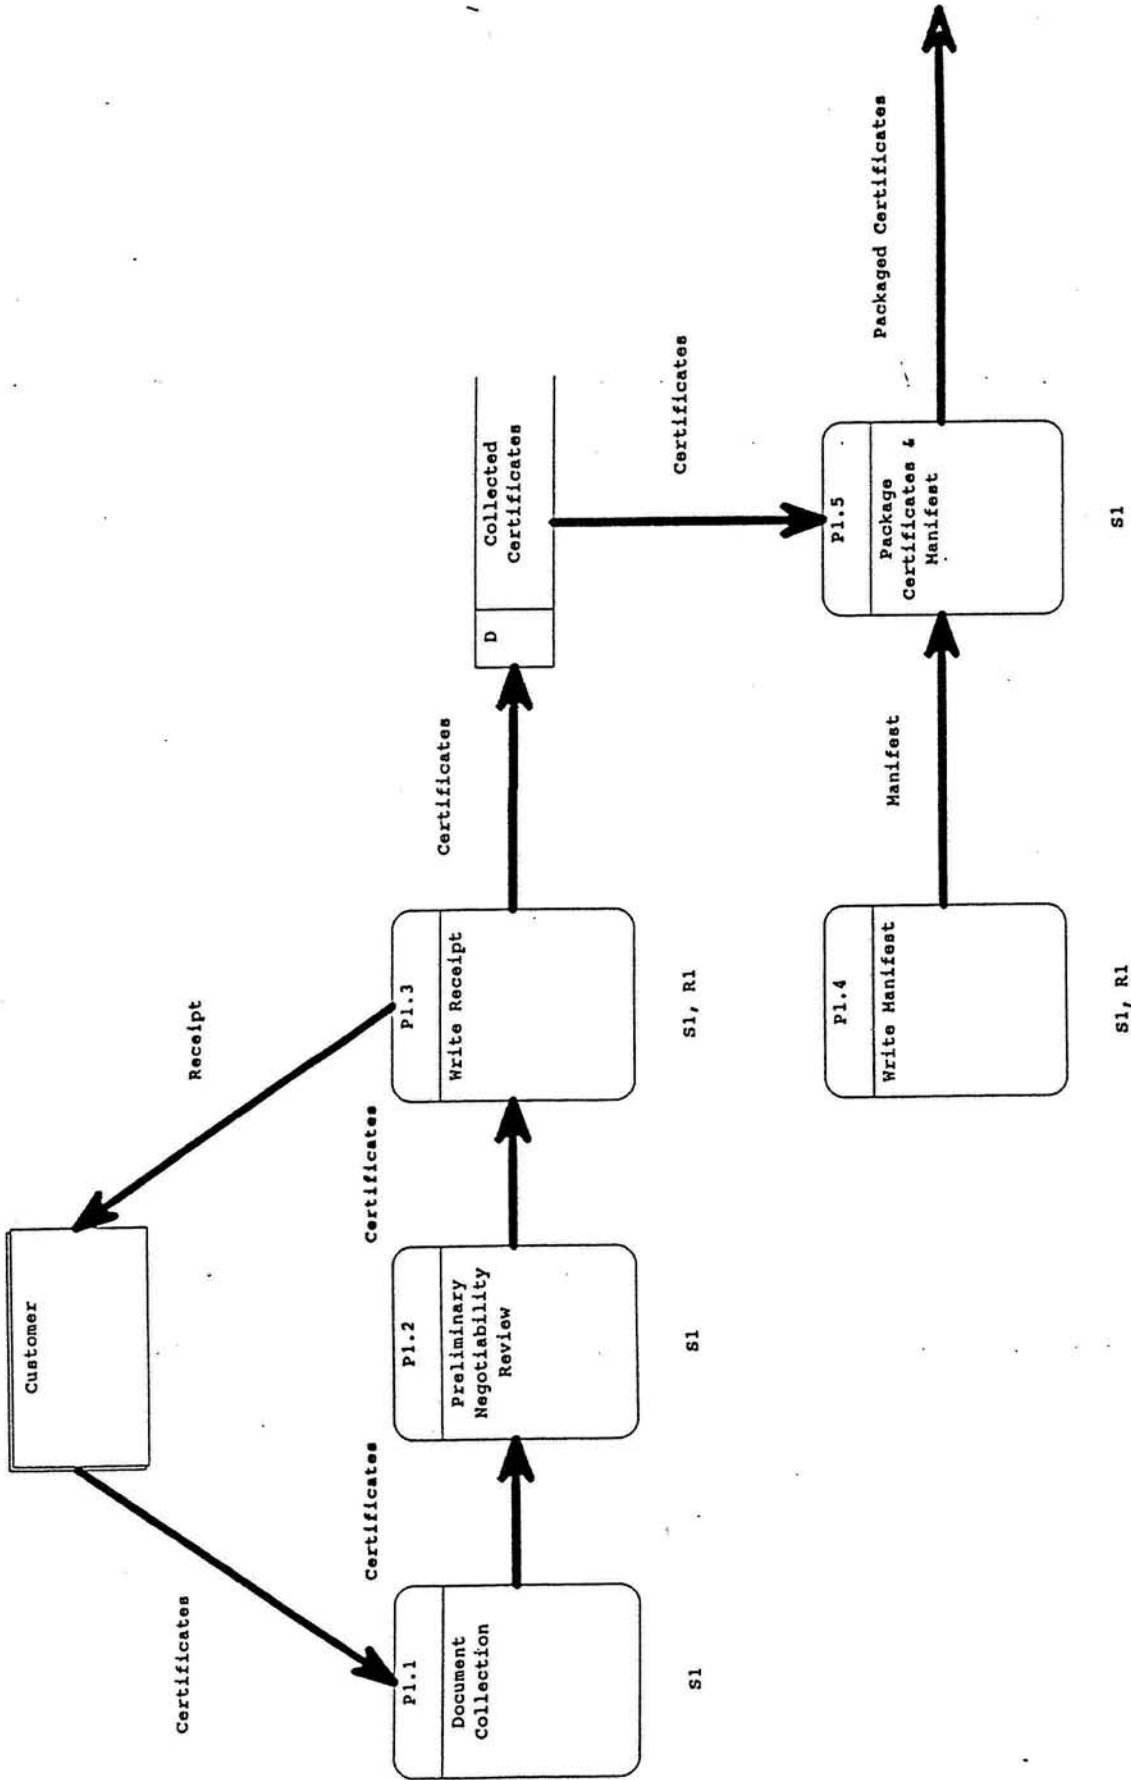 Customer
Certificates
Receipt
P1.1
Document
Collection
S1
Certificates
P1.2
Preliminary
Negotiability
Review
S1
Certificates
P1.3
Write Receipt
S1, R1
Certificates
D
Collected
Certificates
Certificates
P1.4
Write Manifest
S1, R1
Manifest
P1.5
Package
Certificates &
Manifest
S1
Packaged Certificates